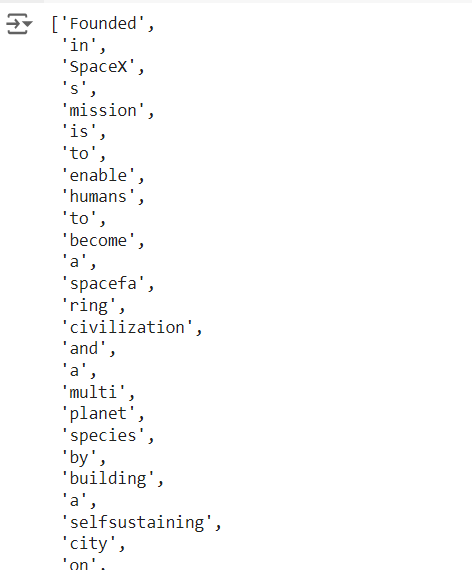 ['Founded',
'in',
'SpaceX',
's',
'mission',
'is',
'to',
'enable',
'humans',
'to',
'become',
'a',
'spacefa',
'ring',
'civilization',
'and',
'a',
'multi',
'planet',
'species',
'by',
'building',
'a',
'selfsustaining',
'city',
'on',